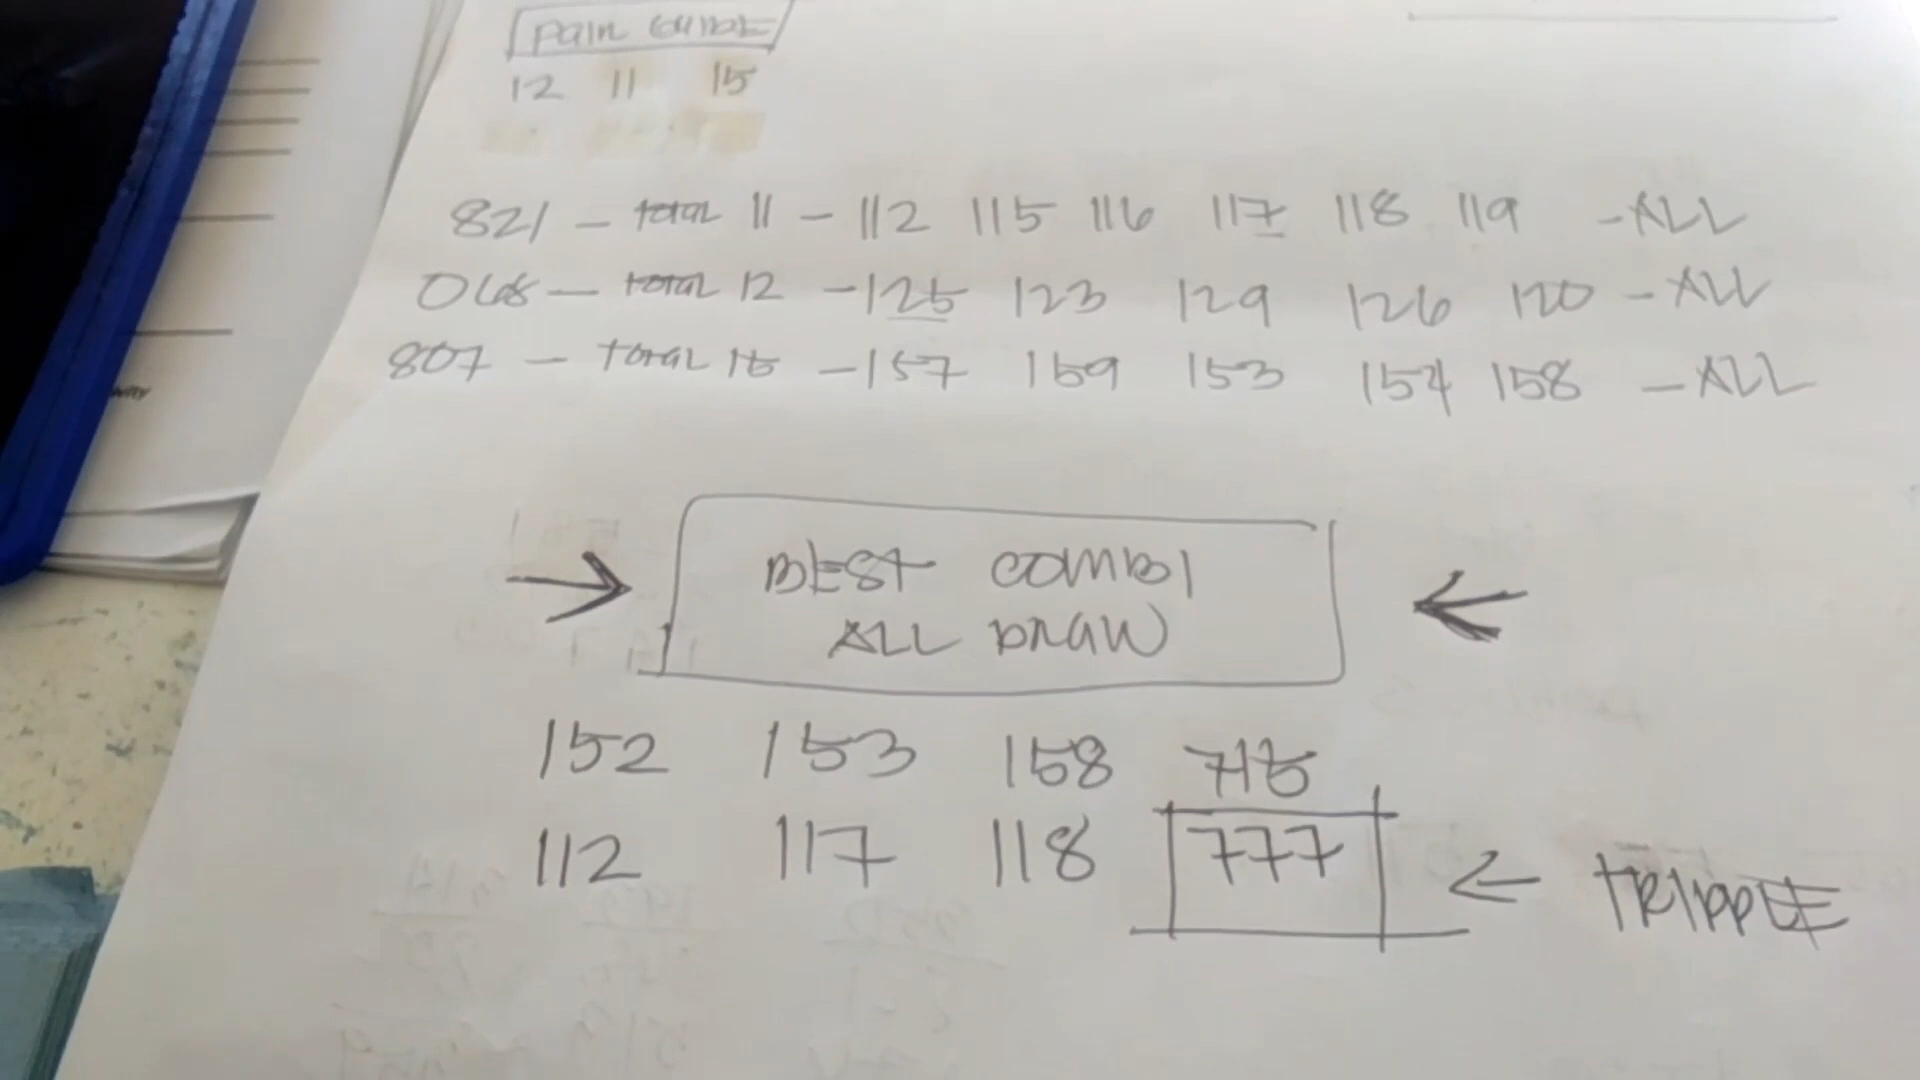 PAIR GUIDE
12 11 15
821 - total 11 - 112 115 116 117 118 119 - ALL
068 - total 12 - 125 123 129 126 120 - ALL
807 - total 15 - 157 159 153 154 158 - ALL
BEST COMBI
ALL DRAW
152 153 158 715
112 117 118 777 TRIPPLE